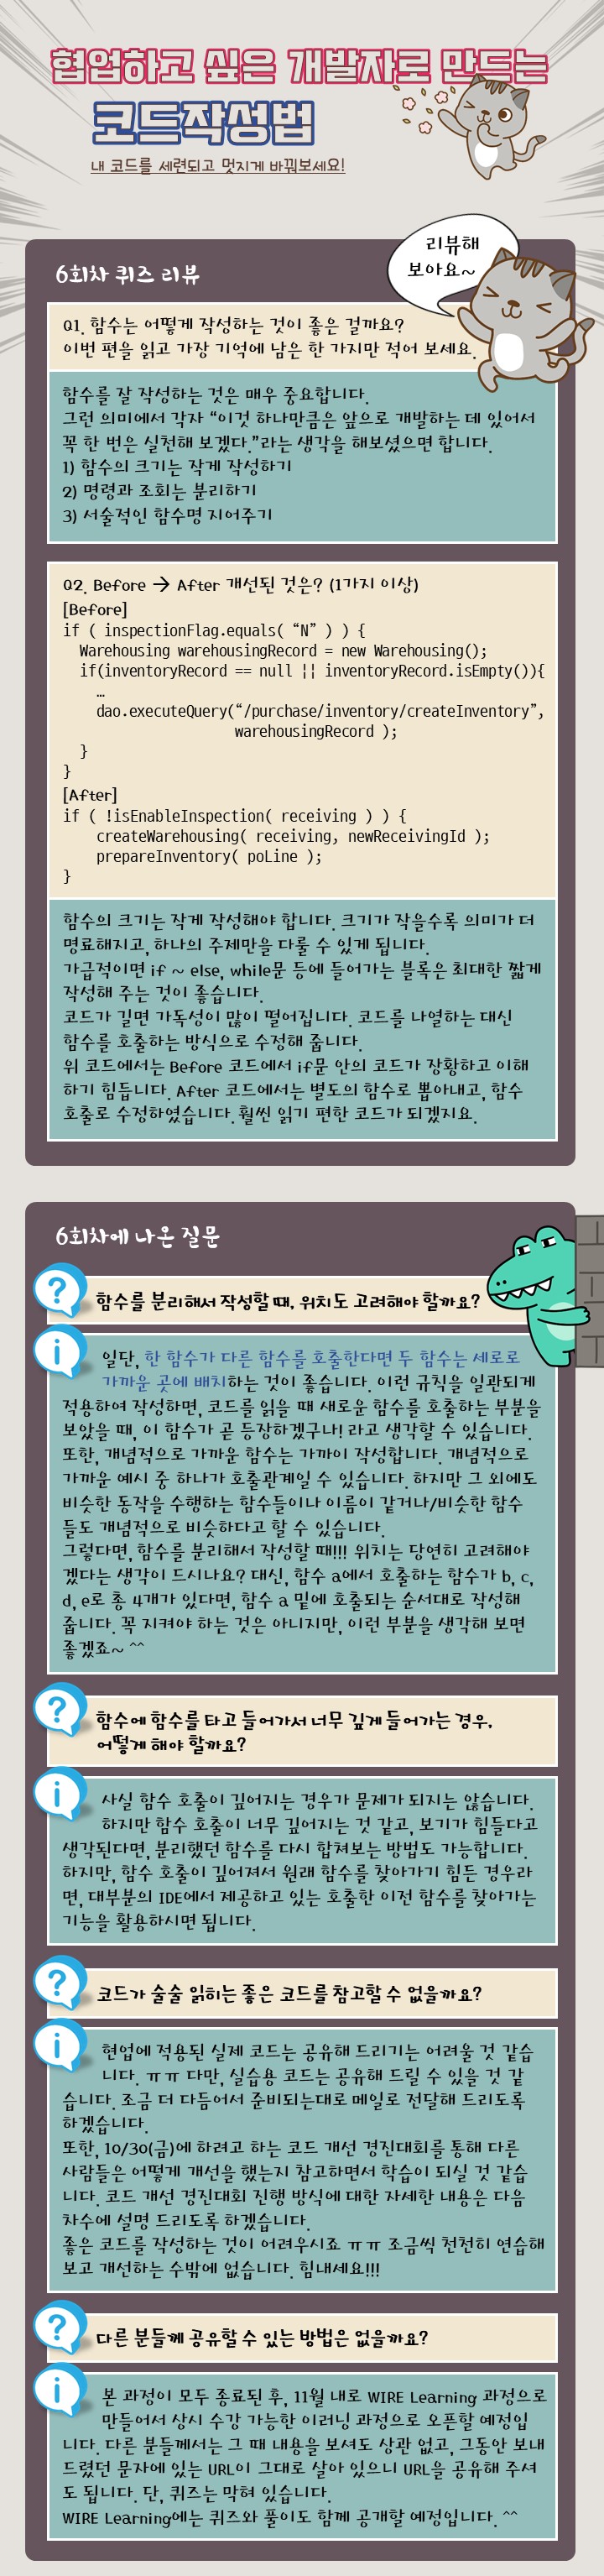 협업하고 싶은 개발자로 만드는
코드작성법
내 코드를 세련되고 멋지게 바꿔보세요!
리뷰해
보아요~
6회차 퀴즈 리뷰
Q1. 함수는 어떻게 작성하는 것이 좋은 걸까요?
이번 편을 읽고 가장 기억에 남은 한 가지만 적어 보세요.
함수를 잘 작성하는 것은 매우 중요합니다.
그런 의미에서 각자 “이것 하나만큼은 앞으로 개발하는 데 있어서
꼭 한 번은 실천해 보겠다.”라는 생각을 해보셨으면 합니다.
1) 함수의 크기는 작게 작성하기
2) 명령과 조회는 분리하기
3) 서술적인 함수명 지어주기
Q2. Before → After 개선된 것은? (1가지 이상)
[Before]
if ( inspectionFlag.equals( “N” ) ) {
Warehousing warehousingRecord = new Warehousing();
if(inventoryRecord == null || inventoryRecord.isEmpty()){
…
dao.executeQuery(“/purchase/inventory/createInventory”,
warehousingRecord );
}
}
[After]
if ( !isEnableInspection( receiving ) ) {
createWarehousing( receiving, newReceivingId );
prepareInventory( poLine );
}
함수의 크기는 작게 작성해야 합니다. 크기가 작을수록 의미가 더
명료해지고, 하나의 주제만을 다룰 수 있게 됩니다.
가급적이면 if ~ else, while문 등에 들어가는 블록은 최대한 짧게
작성해 주는 것이 좋습니다.
코드가 길면 가독성이 많이 떨어집니다. 코드를 나열하는 대신
함수를 호출하는 방식으로 수정해 줍니다.
위 코드에서는 Before 코드에서 if문 안의 코드가 장황하고 이해
하기 힘듭니다. After 코드에서는 별도의 함수로 뽑아내고, 함수
호출로 수정하였습니다. 훨씬 읽기 편한 코드가 되겠지요.
6회차에 나온 질문
? 함수를 분리해서 작성할 때, 위치도 고려해야 할까요?
i 일단, 한 함수가 다른 함수를 호출한다면 두 함수는 세로로
가까운 곳에 배치하는 것이 좋습니다. 이런 규칙을 일관되게
적용하여 작성하면, 코드를 읽을 때 새로운 함수를 호출하는 부분을
보았을 때, 이 함수가 곧 등장하겠구나! 라고 생각할 수 있습니다.
또한, 개념적으로 가까운 함수는 가까이 작성합니다. 개념적으로
가까운 예시 중 하나가 호출관계일 수 있습니다. 하지만 그 외에도
비슷한 동작을 수행하는 함수들이나 이름이 같거나/비슷한 함수
들도 개념적으로 비슷하다고 할 수 있습니다.
그렇다면, 함수를 분리해서 작성할 때!!! 위치는 당연히 고려해야
겠다는 생각이 드시나요? 대신, 함수 a에서 호출하는 함수가 b, c,
d, e로 총 4개가 있다면, 함수 a 밑에 호출되는 순서대로 작성해
줍니다. 꼭 지켜야 하는 것은 아니지만, 이런 부분을 생각해 보면
좋겠죠~ ^^
? 함수에 함수를 타고 들어가서 너무 깊게 들어가는 경우,
어떻게 해야 할까요?
i 사실 함수 호출이 깊어지는 경우가 문제가 되지는 않습니다.
하지만 함수 호출이 너무 깊어지는 것 같고, 보기가 힘들다고
생각된다면, 분리했던 함수를 다시 합쳐보는 방법도 가능합니다.
하지만, 함수 호출이 깊어져서 원래 함수를 찾아가기 힘든 경우라
면, 대부분의 IDE에서 제공하고 있는 호출한 이전 함수를 찾아가는
기능을 활용하시면 됩니다.
? 코드가 술술 읽히는 좋은 코드를 참고할 수 없을까요?
i 현업에 적용된 실제 코드는 공유해 드리기는 어려울 것 같습
니다. ㅠㅠ 다만, 실습용 코드는 공유해 드릴 수 있을 것 같
습니다. 조금 더 다듬어서 준비되는대로 메일로 전달해 드리도록
하겠습니다.
또한, 10/30(금)에 하려고 하는 코드 개선 경진대회를 통해 다른
사람들은 어떻게 개선을 했는지 참고하면서 학습이 되실 것 같습
니다. 코드 개선 경진대회 진행 방식에 대한 자세한 내용은 다음
차수에 설명 드리도록 하겠습니다.
좋은 코드를 작성하는 것이 어려우시죠 ㅠㅠ 조금씩 천천히 연습해
보고 개선하는 수밖에 없습니다. 힘내세요!!!
? 다른 분들께 공유할 수 있는 방법은 없을까요?
i 본 과정이 모두 종료된 후, 11월 내로 WIRE Learning 과정으로
만들어서 상시 수강 가능한 이러닝 과정으로 오픈할 예정입
니다. 다른 분들께서는 그 때 내용을 보셔도 상관 없고, 그동안 보내
드렸던 문자에 있는 URL이 그대로 살아 있으니 URL을 공유해 주셔
도 됩니다. 단, 퀴즈는 막혀 있습니다.
WIRE Learning에는 퀴즈와 풀이도 함께 공개할 예정입니다. ^^